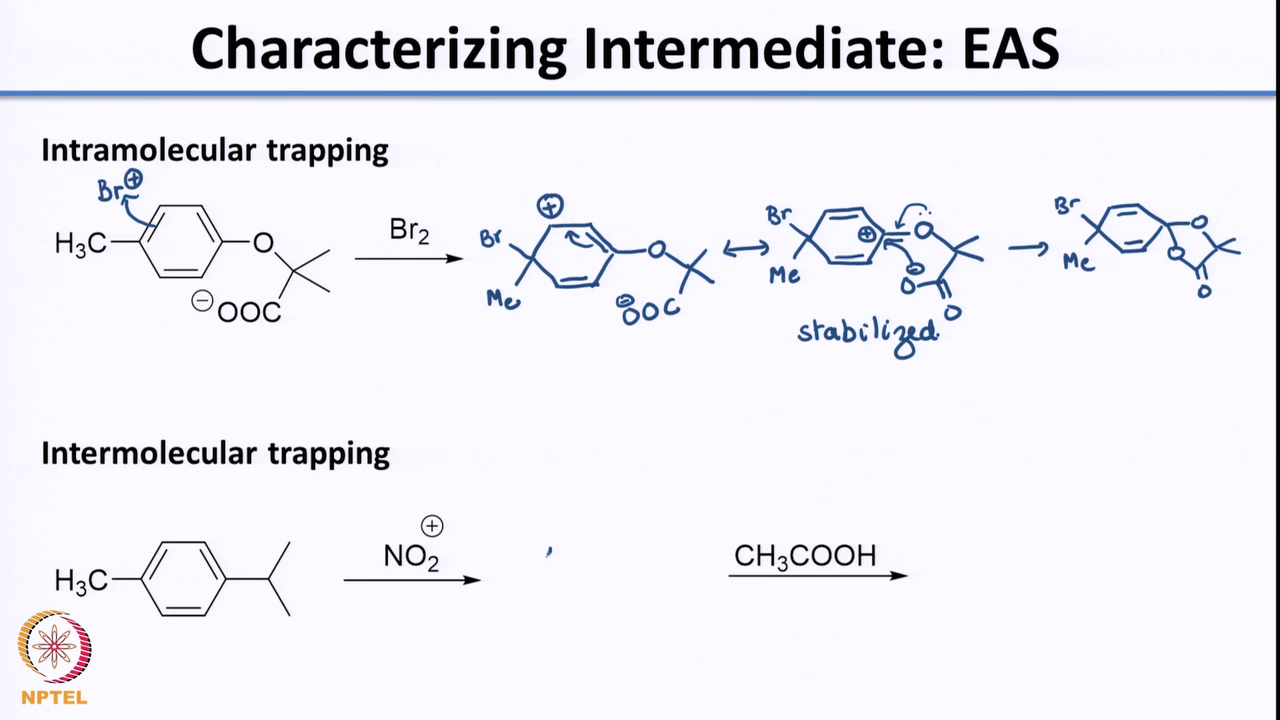 Characterizing Intermediate: EAS
Intramolecular trapping
Br⊕
H₃C O ⊖OOC
Br₂
Br Me ⊕ O ⊖OOC
Br Me ⊕ O O⊖ O
stabilized
Br Me O O O
Intermolecular trapping
H₃C
NO₂⊕
CH₃COOH
NPTEL